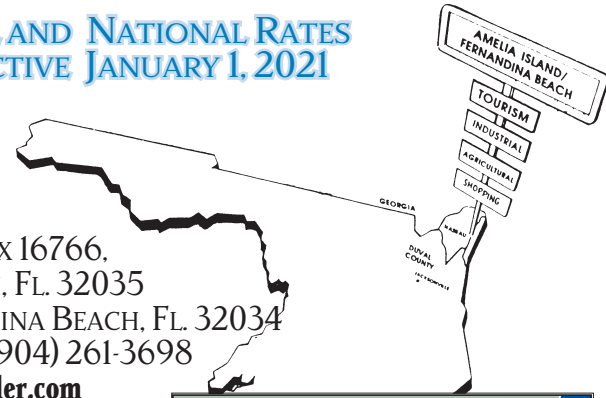 L AND NATIONAL RATES
CTIVE JANUARY 1, 2021
AMELIA ISLAND/
FERNANDINA BEACH
TOURISM
INDUSTRIAL
AGRICULTURAL
SHOPPING
GEORGIA
NASSAU
DUVAL
COUNTY
JACKSONVILLE
X 16766,
, FL. 32035
INA BEACH, FL. 32034
904) 261-3698
der.com